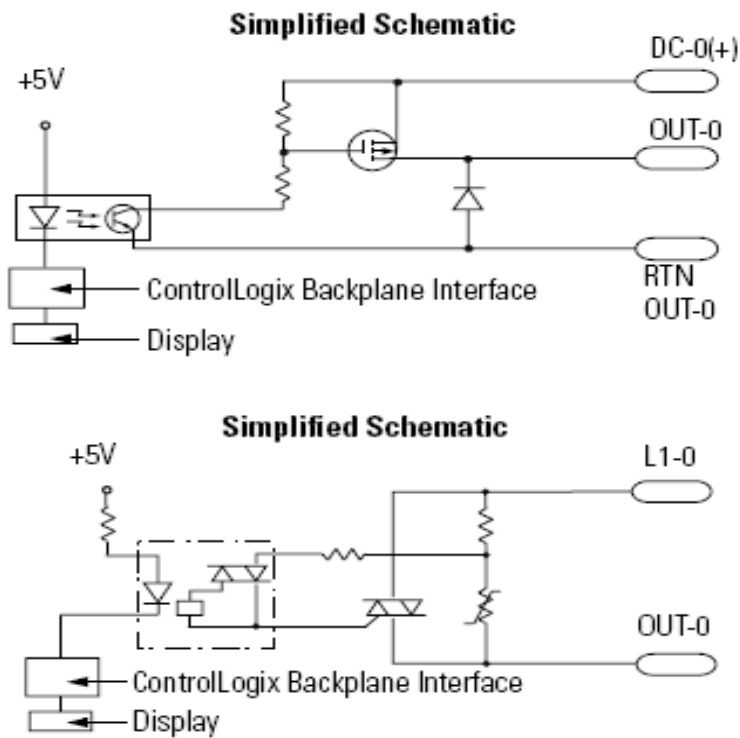 Simplified Schematic
DC-0(+)
+5V
OUT-0
RTN
OUT-0
ControlLogix Backplane Interface
Display
Simplified Schematic
+5V
L1-0
OUT-0
ControlLogix Backplane Interface
Display